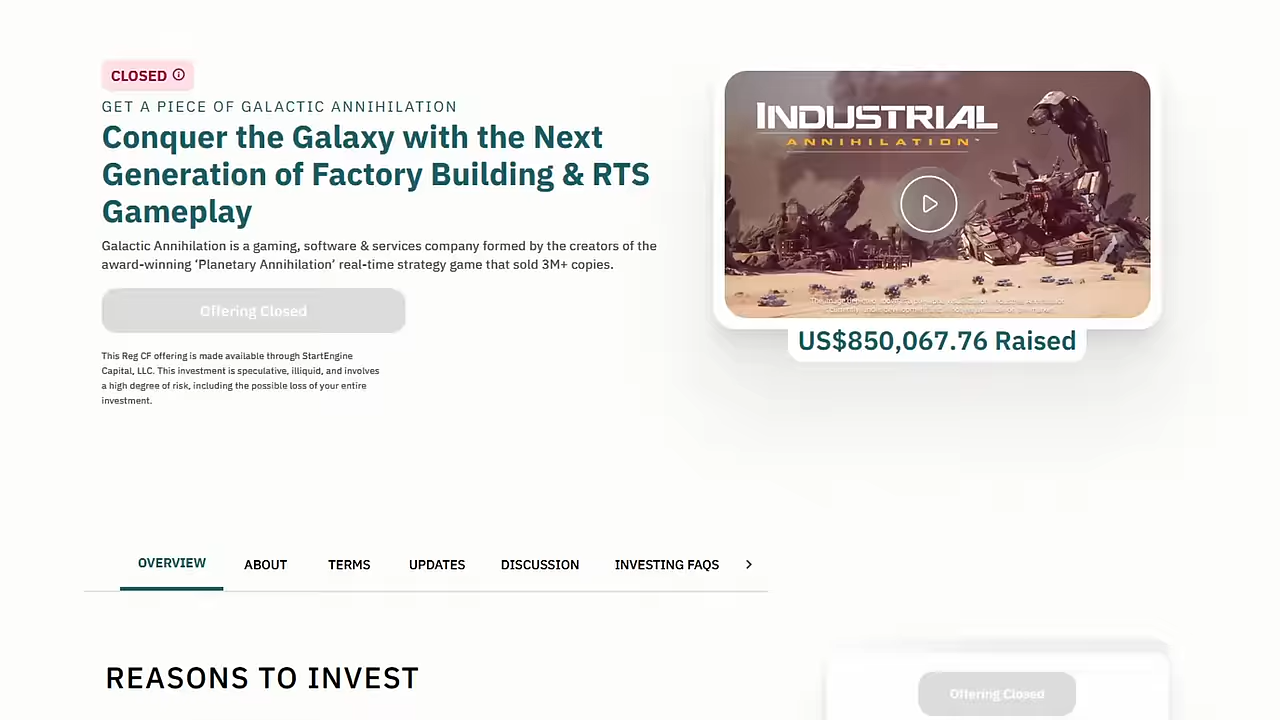 CLOSED
GET A PIECE OF GALACTIC ANNIHILATION
Conquer the Galaxy with the Next
Generation of Factory Building & RTS
Gameplay
Galactic Annihilation is a gaming, software & services company formed by the creators of the
award-winning ‘Planetary Annihilation’ real-time strategy game that sold 3M+ copies.
Offering Closed
This Reg CF offering is made available through StartEngine
Capital, LLC. This investment is speculative, illiquid, and involves
a high degree of risk, including the possible loss of your entire
investment.
INDUSTRIAL
ANNIHILATION™
US$850,067.76 Raised
OVERVIEW ABOUT TERMS UPDATES DISCUSSION INVESTING FAQS
REASONS TO INVEST
Offering Closed